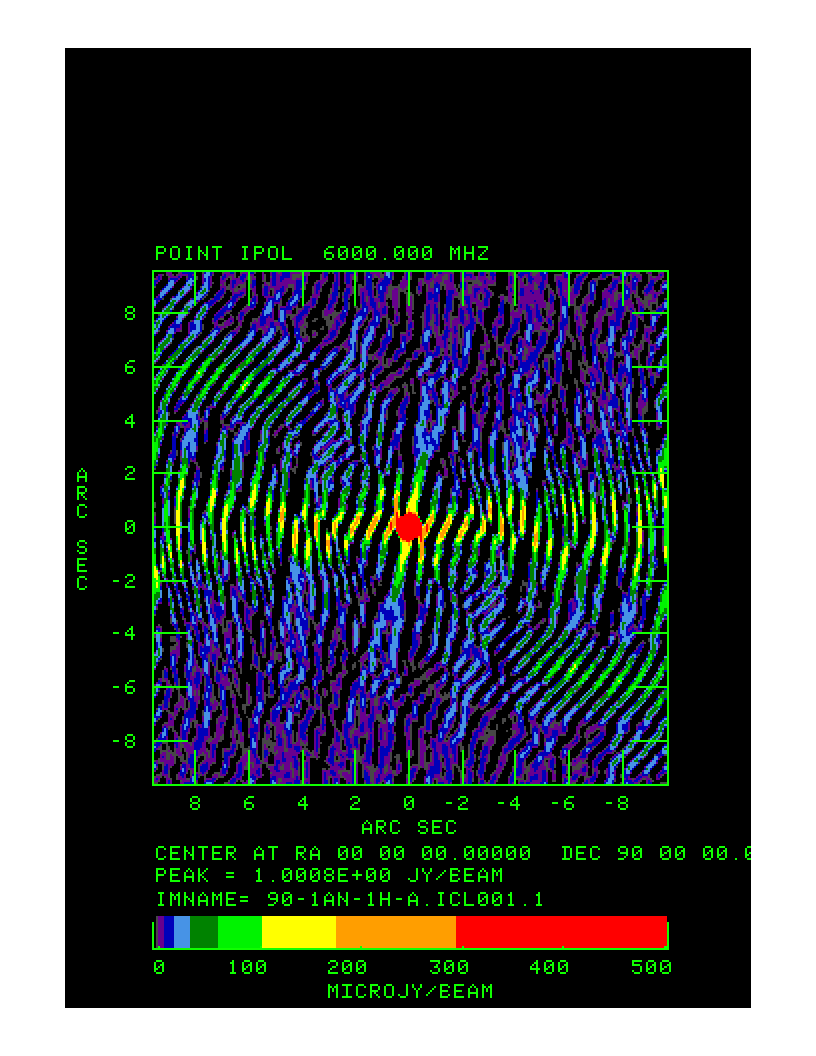 POINT IPOL 6000.000 MHZ
8
6
4
2
0
-2
-4
-6
-8
ARC SEC
8 6 4 2 0 -2 -4 -6 -8
ARC SEC
CENTER AT RA 00 00 00.00000 DEC 90 00 00.0
PEAK = 1.0008E+00 JY/BEAM
IMNAME= 90-1AN-1H-A.ICL001.1
0 100 200 300 400 500
MICROJY/BEAM